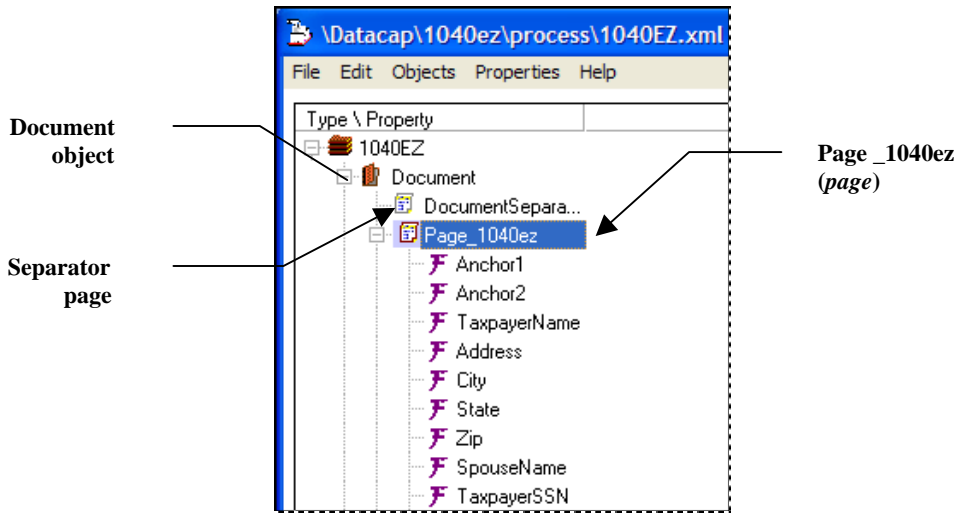 \Datacap\1040ez\process\1040EZ.xml
File Edit Objects Properties Help
Type \ Property
1040EZ
Document
DocumentSepara...
Page_1040ez
Anchor1
Anchor2
TaxpayerName
Address
City
State
Zip
SpouseName
TaxpayerSSN
Document
object
Separator
page
Page _1040ez
(page)